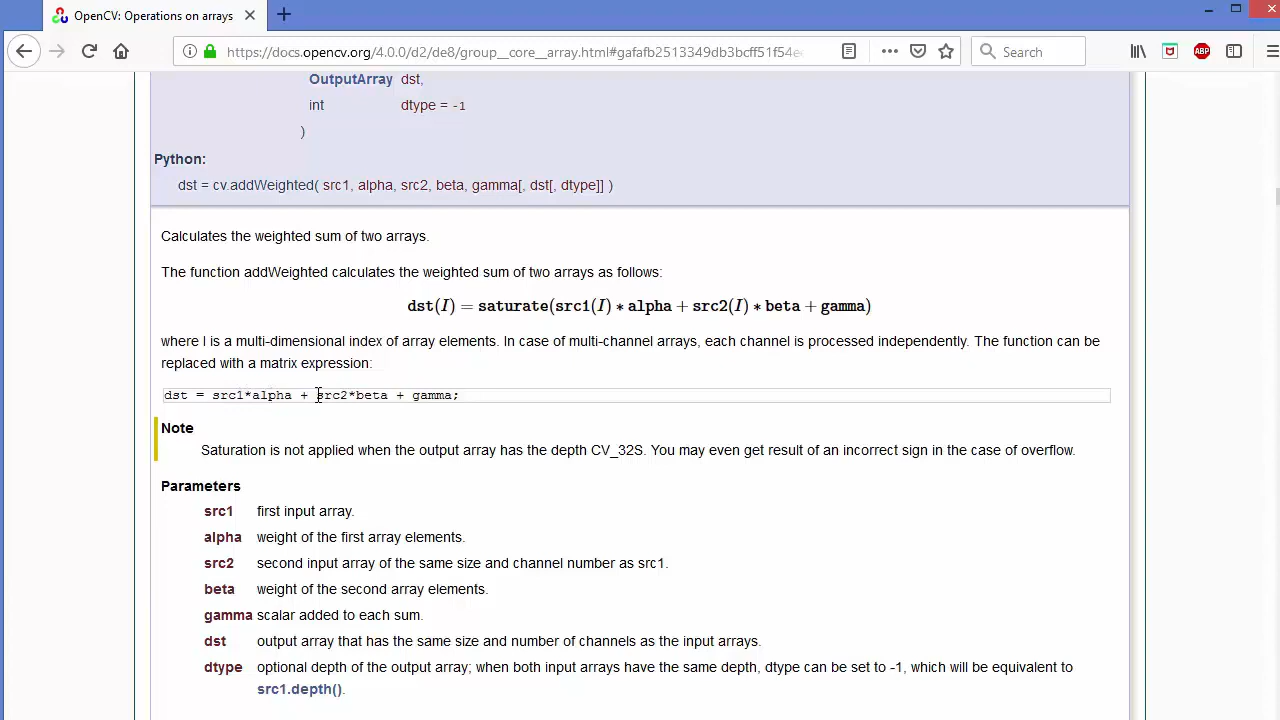 OpenCV: Operations on arrays
https://docs.opencv.org/4.0.0/d2/de8/group__core__array.html#gafafb2513349db3bcff51f54ee
Search
ABP
OutputArray dst,
int dtype = -1
)
Python:
dst = cv.addWeighted( src1, alpha, src2, beta, gamma[, dst[, dtype]] )
Calculates the weighted sum of two arrays.
The function addWeighted calculates the weighted sum of two arrays as follows:
dst(I) = saturate(src1(I) * alpha + src2(I) * beta + gamma)
where I is a multi-dimensional index of array elements. In case of multi-channel arrays, each channel is processed independently. The function can be
replaced with a matrix expression:
dst = src1*alpha + src2*beta + gamma;
Note
Saturation is not applied when the output array has the depth CV_32S. You may even get result of an incorrect sign in the case of overflow.
Parameters
src1 first input array.
alpha weight of the first array elements.
src2 second input array of the same size and channel number as src1.
beta weight of the second array elements.
gamma scalar added to each sum.
dst output array that has the same size and number of channels as the input arrays.
dtype optional depth of the output array; when both input arrays have the same depth, dtype can be set to -1, which will be equivalent to
src1.depth().